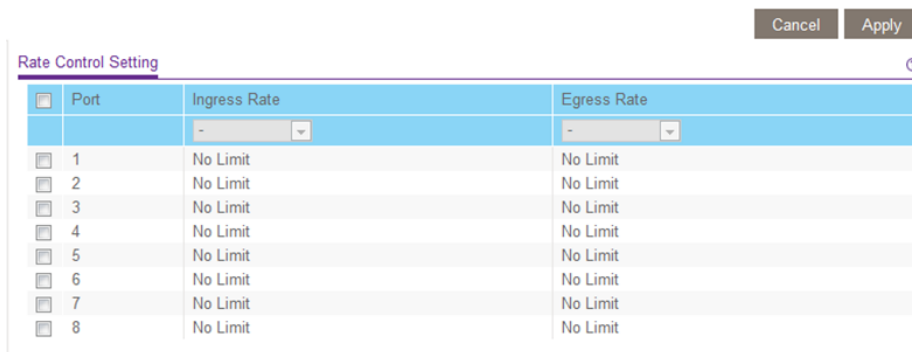 Cancel Apply
Rate Control Setting
Port Ingress Rate Egress Rate
- -
1 No Limit No Limit
2 No Limit No Limit
3 No Limit No Limit
4 No Limit No Limit
5 No Limit No Limit
6 No Limit No Limit
7 No Limit No Limit
8 No Limit No Limit